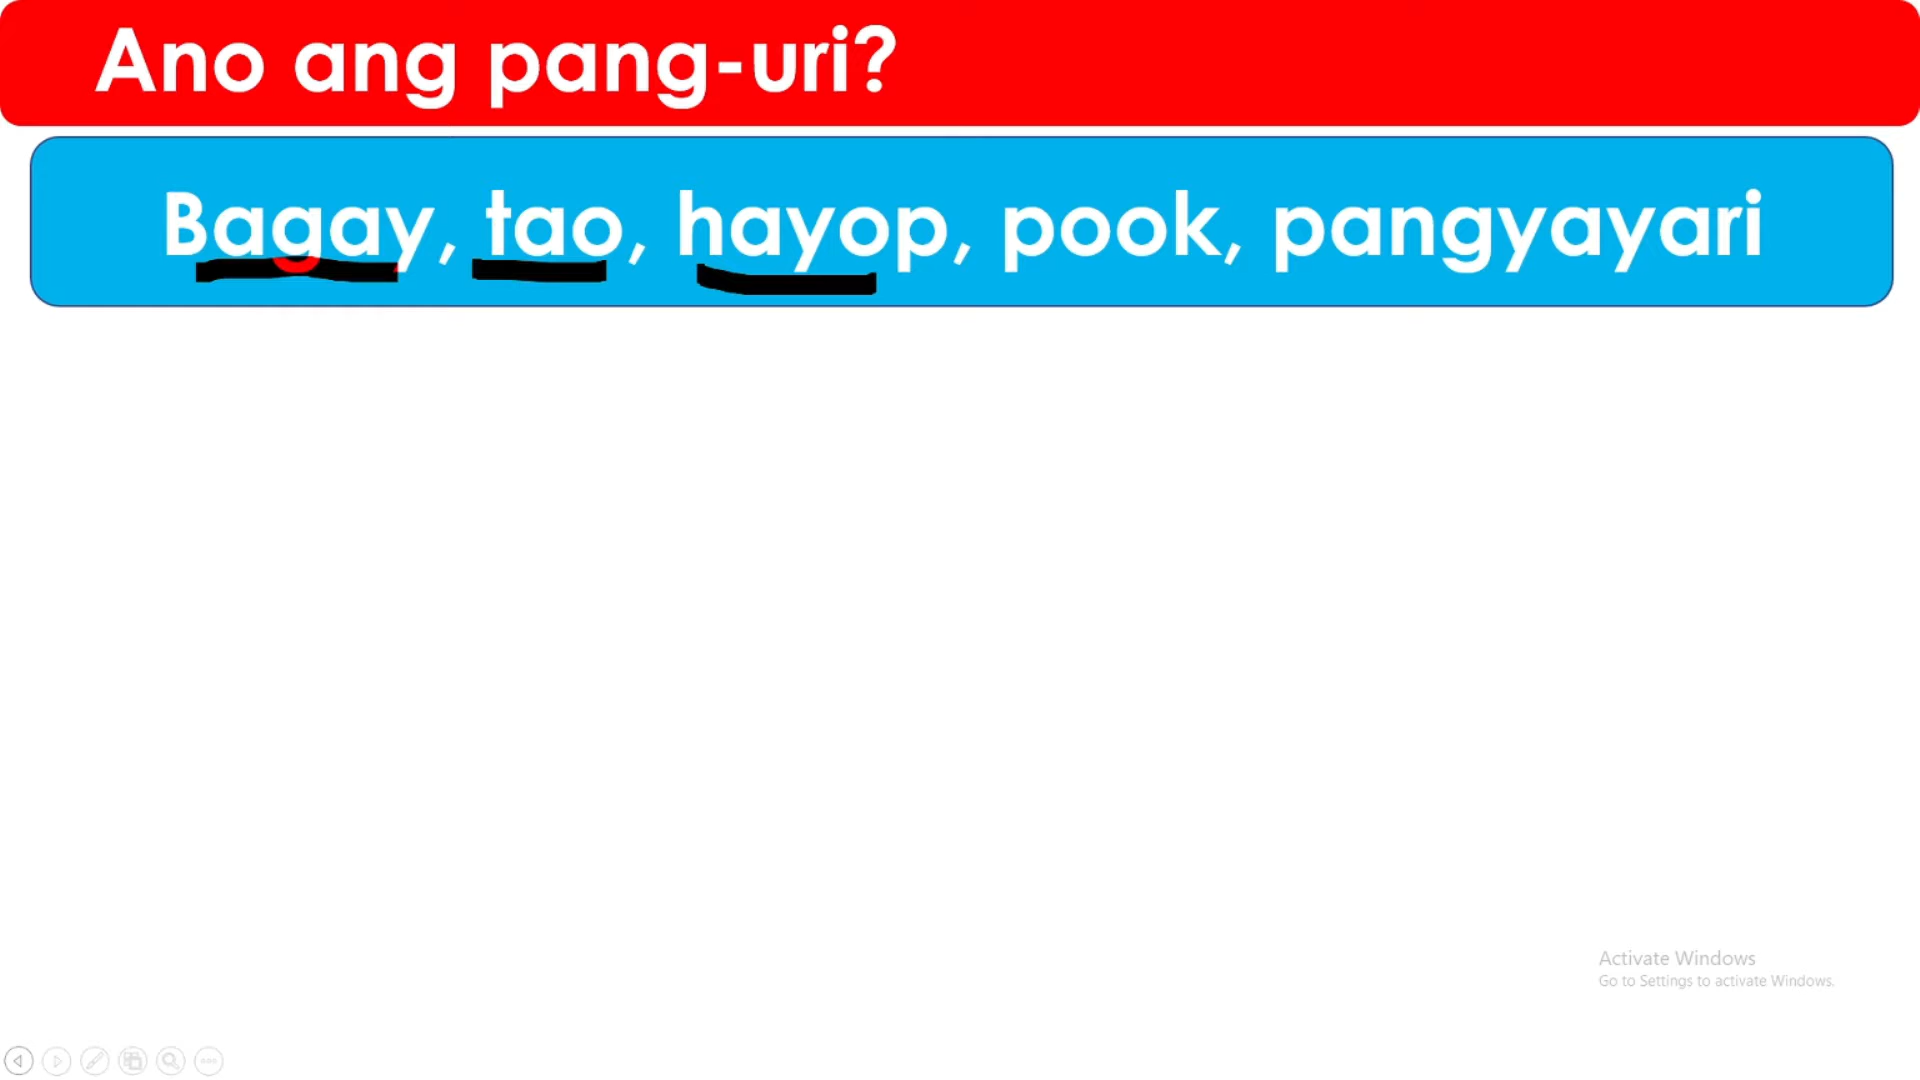 Ano ang pang-uri?
Bagay, tao, hayop, pook, pangyayari
Activate Windows
Go to Settings to activate Windows.